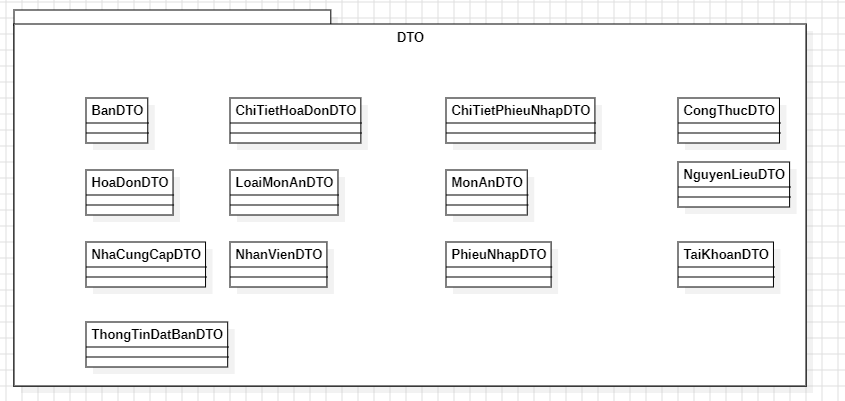 DTO
BanDTO
ChiTietHoaDonDTO
ChiTietPhieuNhapDTO
CongThucDTO
HoaDonDTO
LoaiMonAnDTO
MonAnDTO
NguyenLieuDTO
NhaCungCapDTO
NhanVienDTO
PhieuNhapDTO
TaiKhoanDTO
ThongTinDatBanDTO